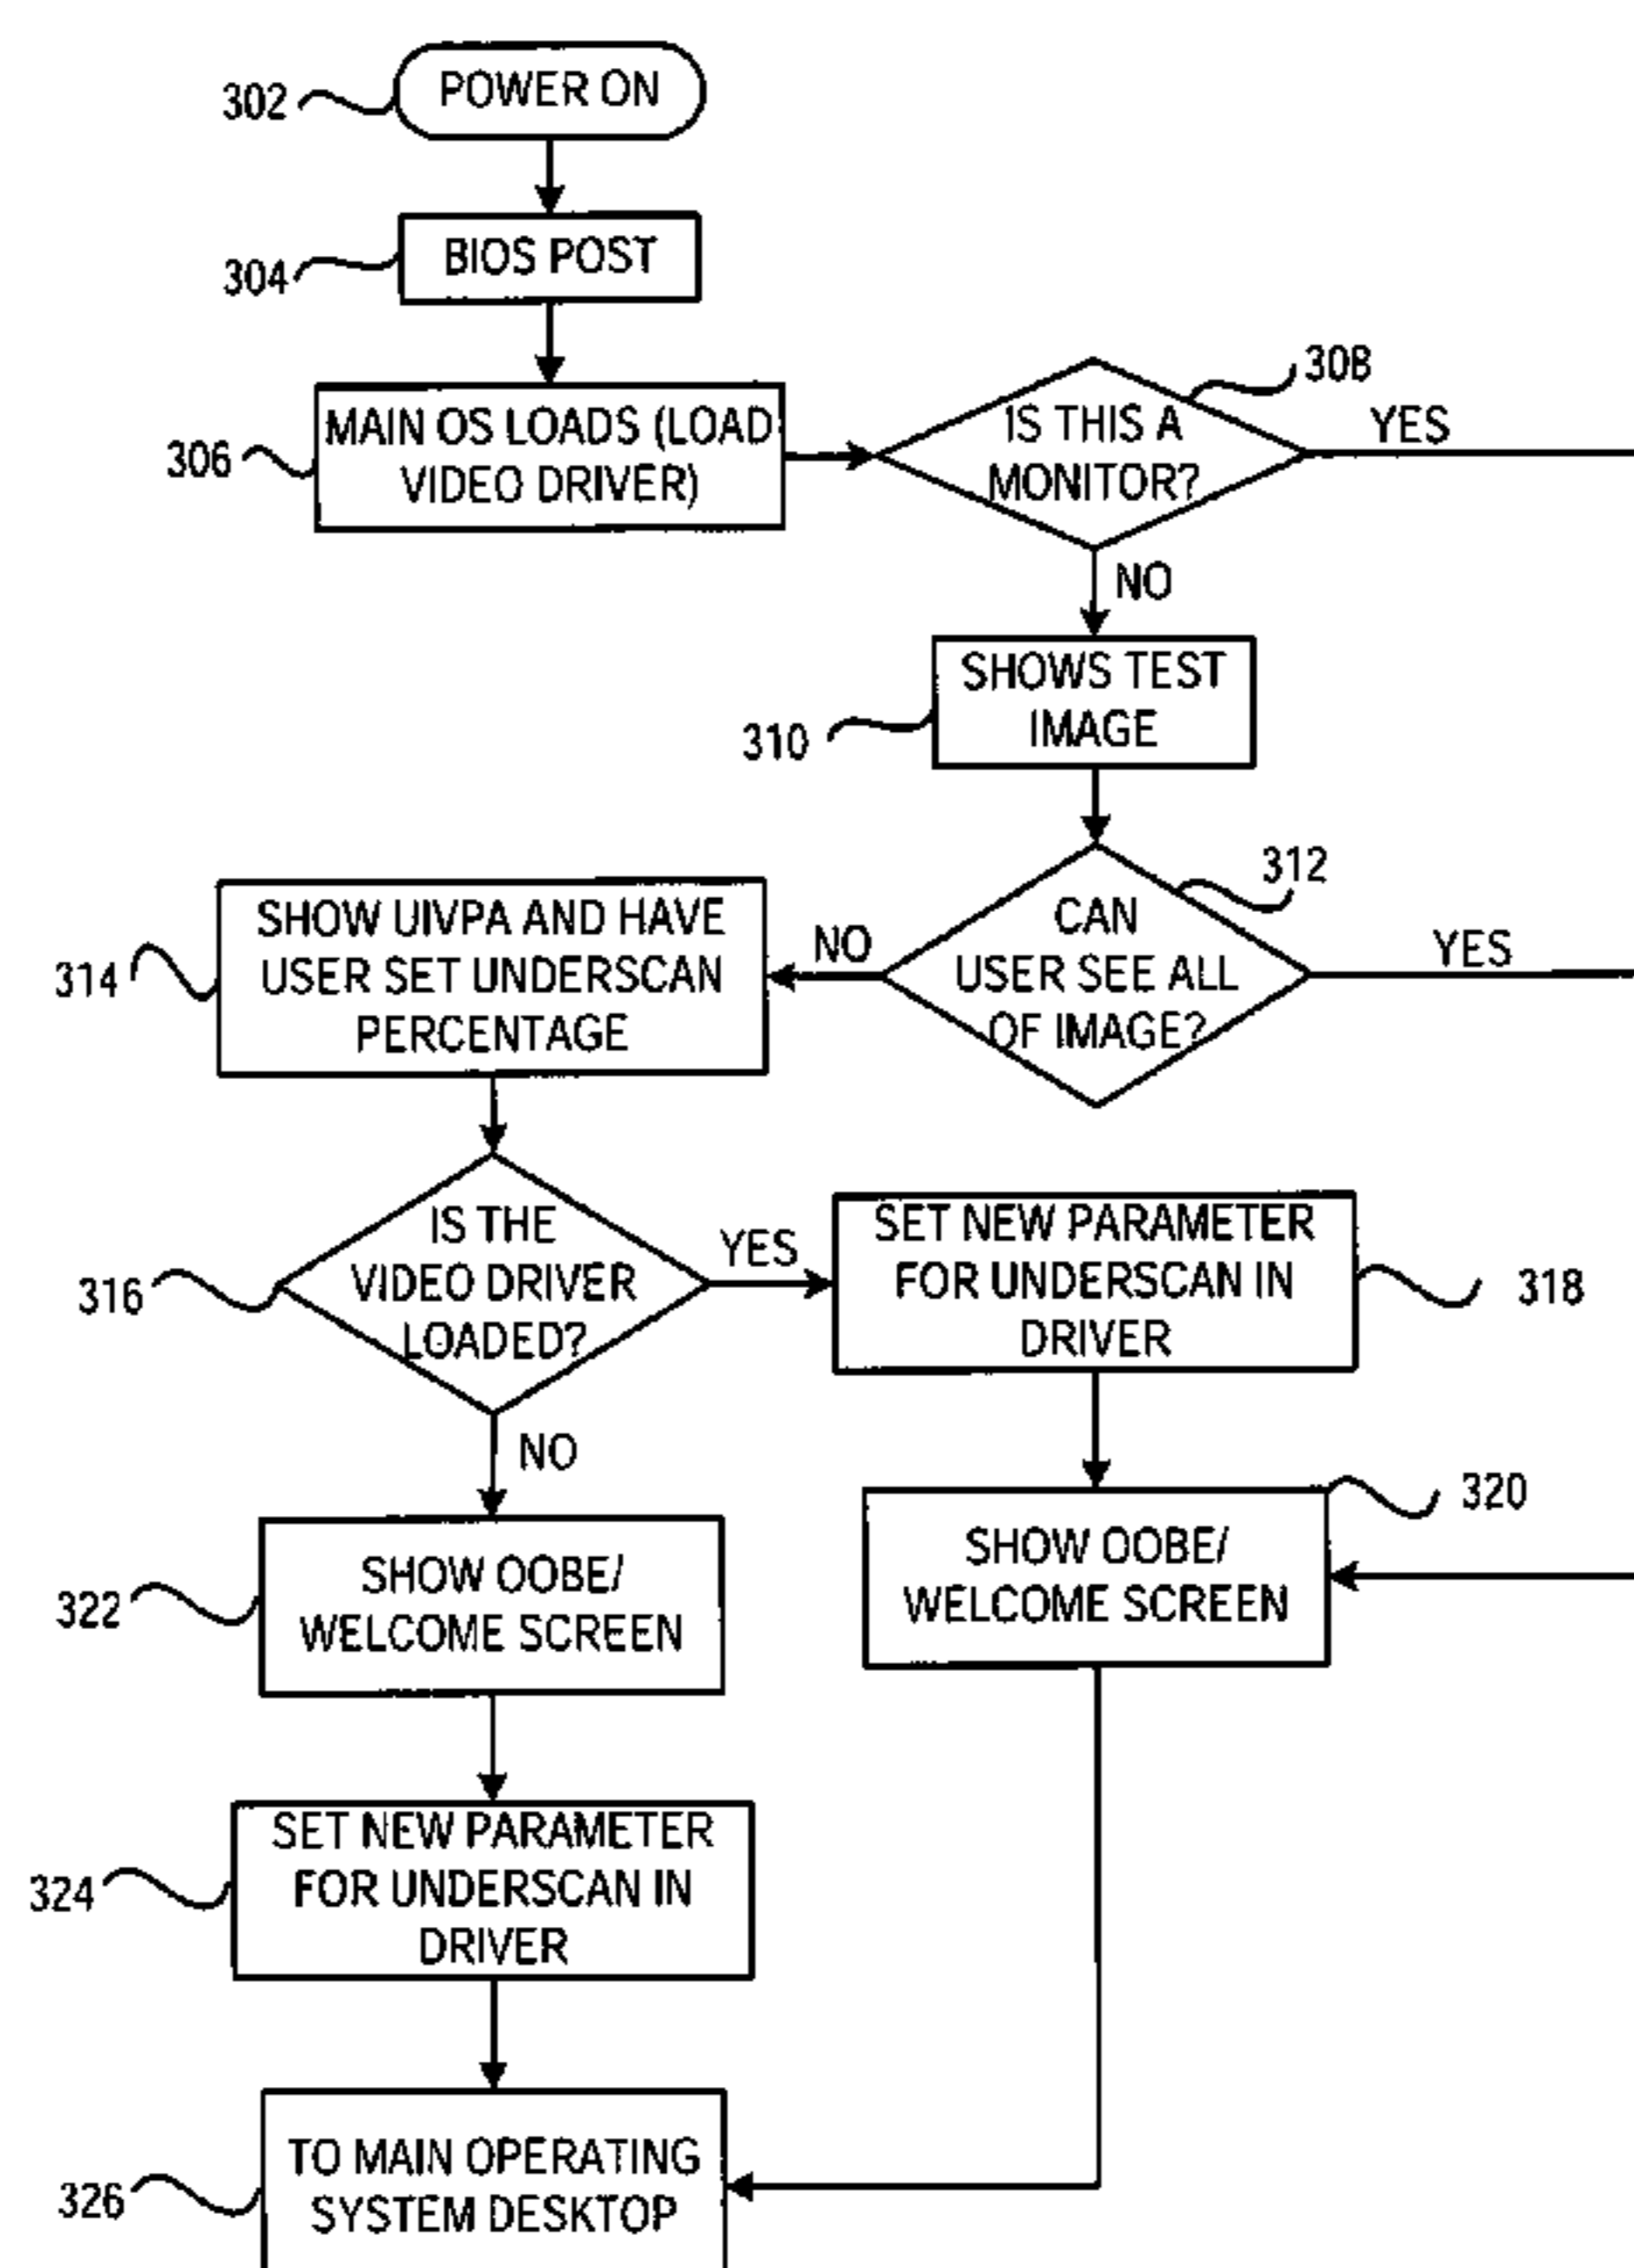 302
POWER ON
304
BIOS POST
306
MAIN OS LOADS (LOAD
VIDEO DRIVER)
308
IS THIS A
MONITOR?
YES
NO
310
SHOWS TEST
IMAGE
312
CAN
USER SEE ALL
OF IMAGE?
YES
NO
314
SHOW UIVPA AND HAVE
USER SET UNDERSCAN
PERCENTAGE
316
IS THE
VIDEO DRIVER
LOADED?
YES
SET NEW PARAMETER
FOR UNDERSCAN IN
DRIVER
318
NO
320
SHOW OOBE/
WELCOME SCREEN
322
SHOW OOBE/
WELCOME SCREEN
324
SET NEW PARAMETER
FOR UNDERSCAN IN
DRIVER
326
TO MAIN OPERATING
SYSTEM DESKTOP